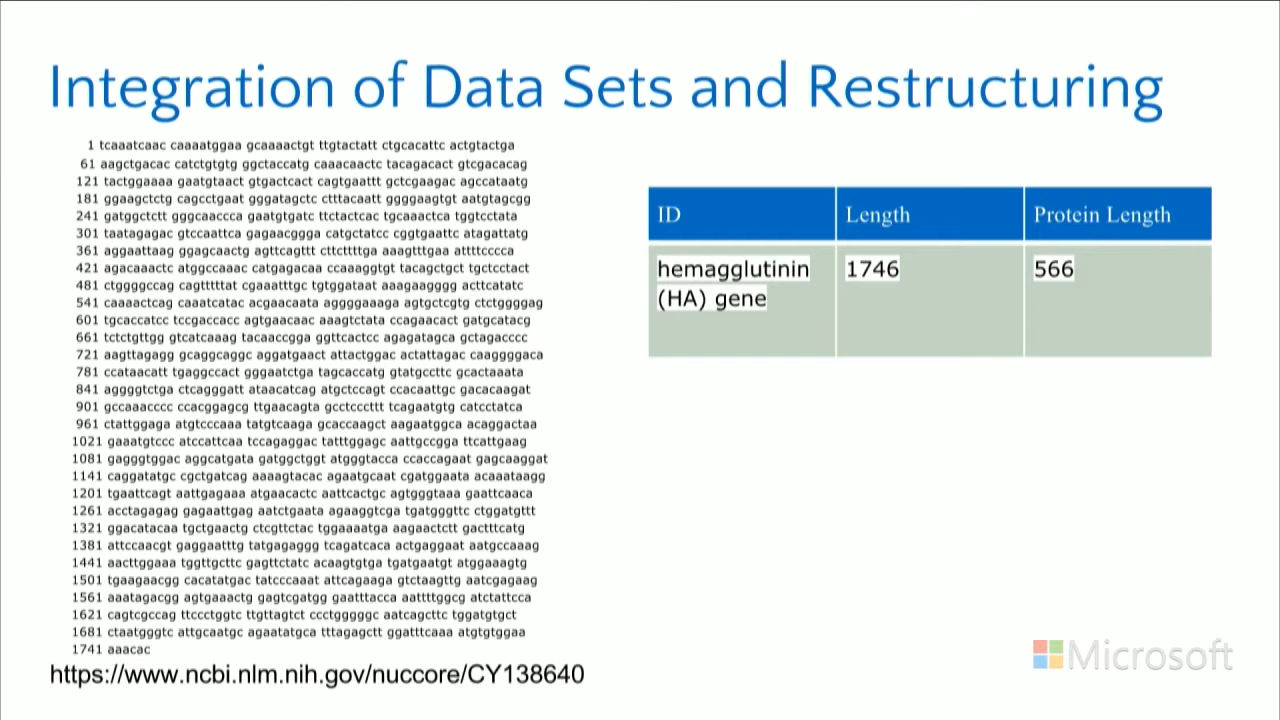 Integration of Data Sets and Restructuring
1 tcaaatcaac caaaatggaa gcaaaactgt ttgtactatt ctgcacattc actgtactga
61 aagctgacac catctgtgtg ggctaccatg caaacaactc tacagacact gtcgacacag
121 tactggaaaa gaatgtaact gtgactcact cagtgaattt gctcgaagac agccataatg
181 ggaagctctg cagcctgaat gggatagctc ctttacaatt ggggaagtgt aatgtagcgg
241 gatggctctt gggcaaccca gaatgtgatc ttctactcac tgcaaactca tggtcctata
301 taatagagac gtccaattca gagaacggga catgctatcc cggtgaattc atagattatg
361 aggaattaag ggagcaactg agttcagttt cttcttttga aaagtttgaa attttcccca
421 agacaaactc atggccaaac catgagacaa ccaaaggtgt tacagctgct tgctcctact
481 ctggggccag cagtttttat cgaaatttgc tgtggataat aaagaagggg acttcatatc
541 caaaactcag caaatcatac acgaacaata aggggaaaga agtgctcgtg ctctggggag
601 tgcaccatcc tccgaccacc agtgaacaac aaagtctata ccagaacact gatgcatacg
661 tctctgttgg gtcatcaaag tacaaccgga ggttcactcc agagatagca gctagacccc
721 aagttagagg gcaggcaggc aggatgaact attactggac actattagac caaggggaca
781 ccataacatt tgaggccact gggaatctga tagcaccatg gtatgccttc gcactaaata
841 aggggtctga ctcagggatt ataacatcag atgctccagt ccacaattgc gacacaagat
901 gccaaacccc ccacggagcg ttgaacagta gcctcccttt tcagaatgtg catcctatca
961 ctattggaga atgtcccaaa tatgtcaaga gcaccaagct aagaatggca acaggactaa
1021 gaaatgtccc atccattcaa tccagaggac tatttggagc aattgccgga ttcattgaag
1081 gagggtggac aggcatgata gatggctggt atgggtacca ccaccagaat gagcaaggat
1141 caggatatgc cgctgatcag aaaagtacac agaatgcaat cgatggaata acaaataagg
1201 tgaattcagt aattgagaaa atgaacactc aattcactgc agtgggtaaa gaattcaaca
1261 acctagagag gagaattgag aatctgaata agaaggtcga tgatgggttc ctggatgttt
1321 ggacatacaa tgctgaactg ctcgttctac tggaaaatga aagaactctt gactttcatg
1381 attccaacgt gaggaatttg tatgagaggg tcagatcaca actgaggaat aatgccaaag
1441 aacttggaaa tggttgcttc gagttctatc acaagtgtga tgatgaatgt atggaaagtg
1501 tgaagaacgg cacatatgac tatcccaaat attcagaaga gtctaagttg aatcgagaag
1561 aaatagacgg agtgaaactg gagtcgatgg gaatttacca aattttggcg atctattcca
1621 cagtcgccag ttccctggtc ttgttagtct ccctgggggc aatcagcttc tggatgtgct
1681 ctaatgggtc attgcaatgc agaatatgca tttagagctt ggatttcaaa atgtgtggaa
1741 aaacac
https://www.ncbi.nlm.nih.gov/nuccore/CY138640
ID Length Protein Length
hemagglutinin 1746 566
(HA) gene
Microsoft